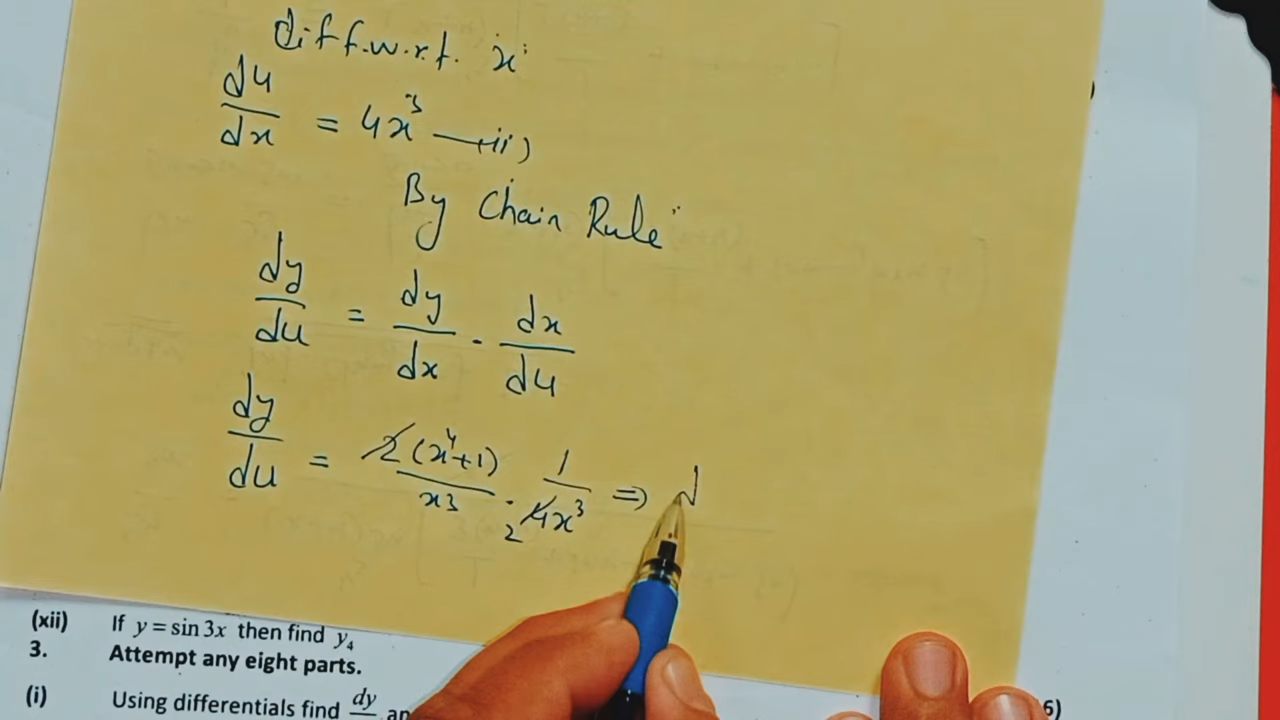 diff.w.r.t. x
du/dx = 4x³ —(ii)
By Chain Rule
dy/du = dy/dx . dx/du
dy/du = 2(x⁴+1)/x3 . 1/2 4x³ ⇒ d
(xii) If y = sin 3x then find y₄
3. Attempt any eight parts.
(i) Using differentials find dy
6)